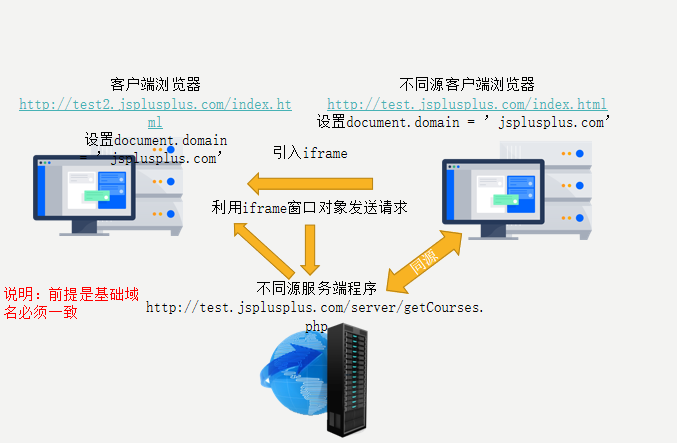 客户端浏览器
http://test2.jsplusplus.com/index.ht
ml
设置document.domain
= ’ jsplusplus.com’
不同源客户端浏览器
http://test.jsplusplus.com/index.html
设置document.domain = ’ jsplusplus.com’
引入iframe
利用iframe窗口对象发送请求
同源
说明：前提是基础域
名必须一致
不同源服务端程序
http://test.jsplusplus.com/server/getCourses.
php